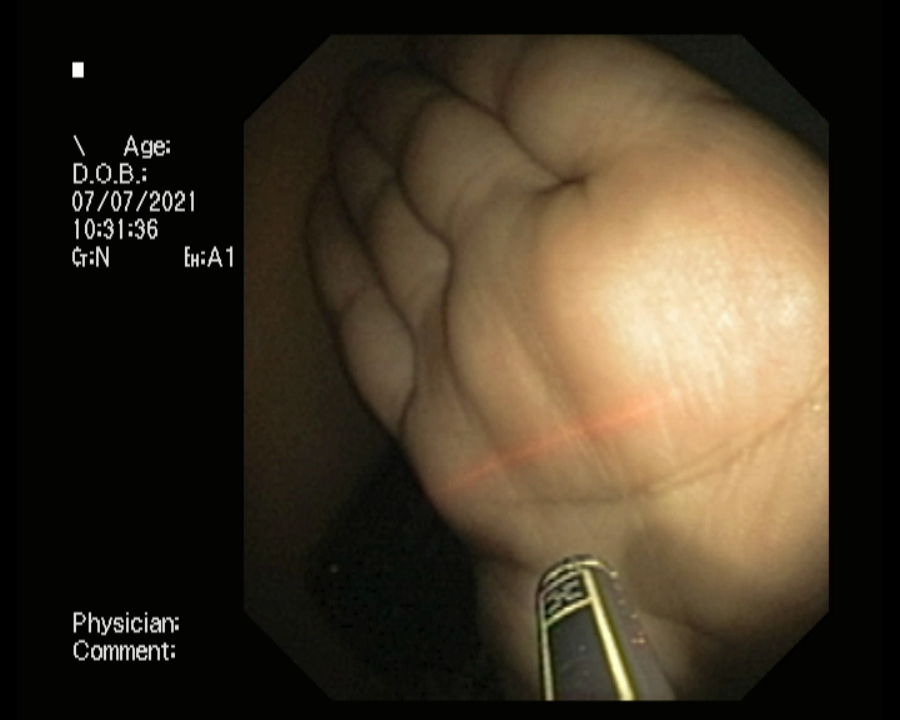 \ Age:
D.O.B.:
07/07/2021
10:31:36
Cr:N Eh:A1
Physician:
Comment: